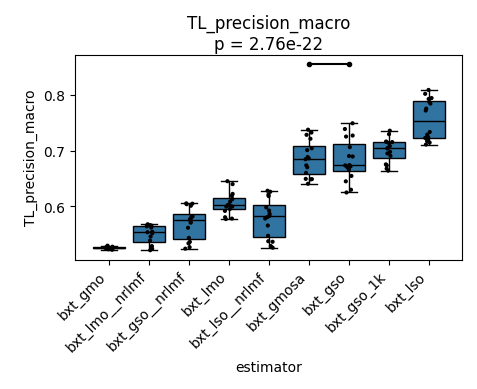 TL_precision_macro
p = 2.76e-22
TL_precision_macro
0.8
0.7
0.6
bxt_gmo
bxt_lmo__nrlmf
bxt_gso__nrlmf
bxt_lmo
bxt_lso__nrlmf
bxt_gmosa
bxt_gso
bxt_gso_1k
bxt_lso
estimator